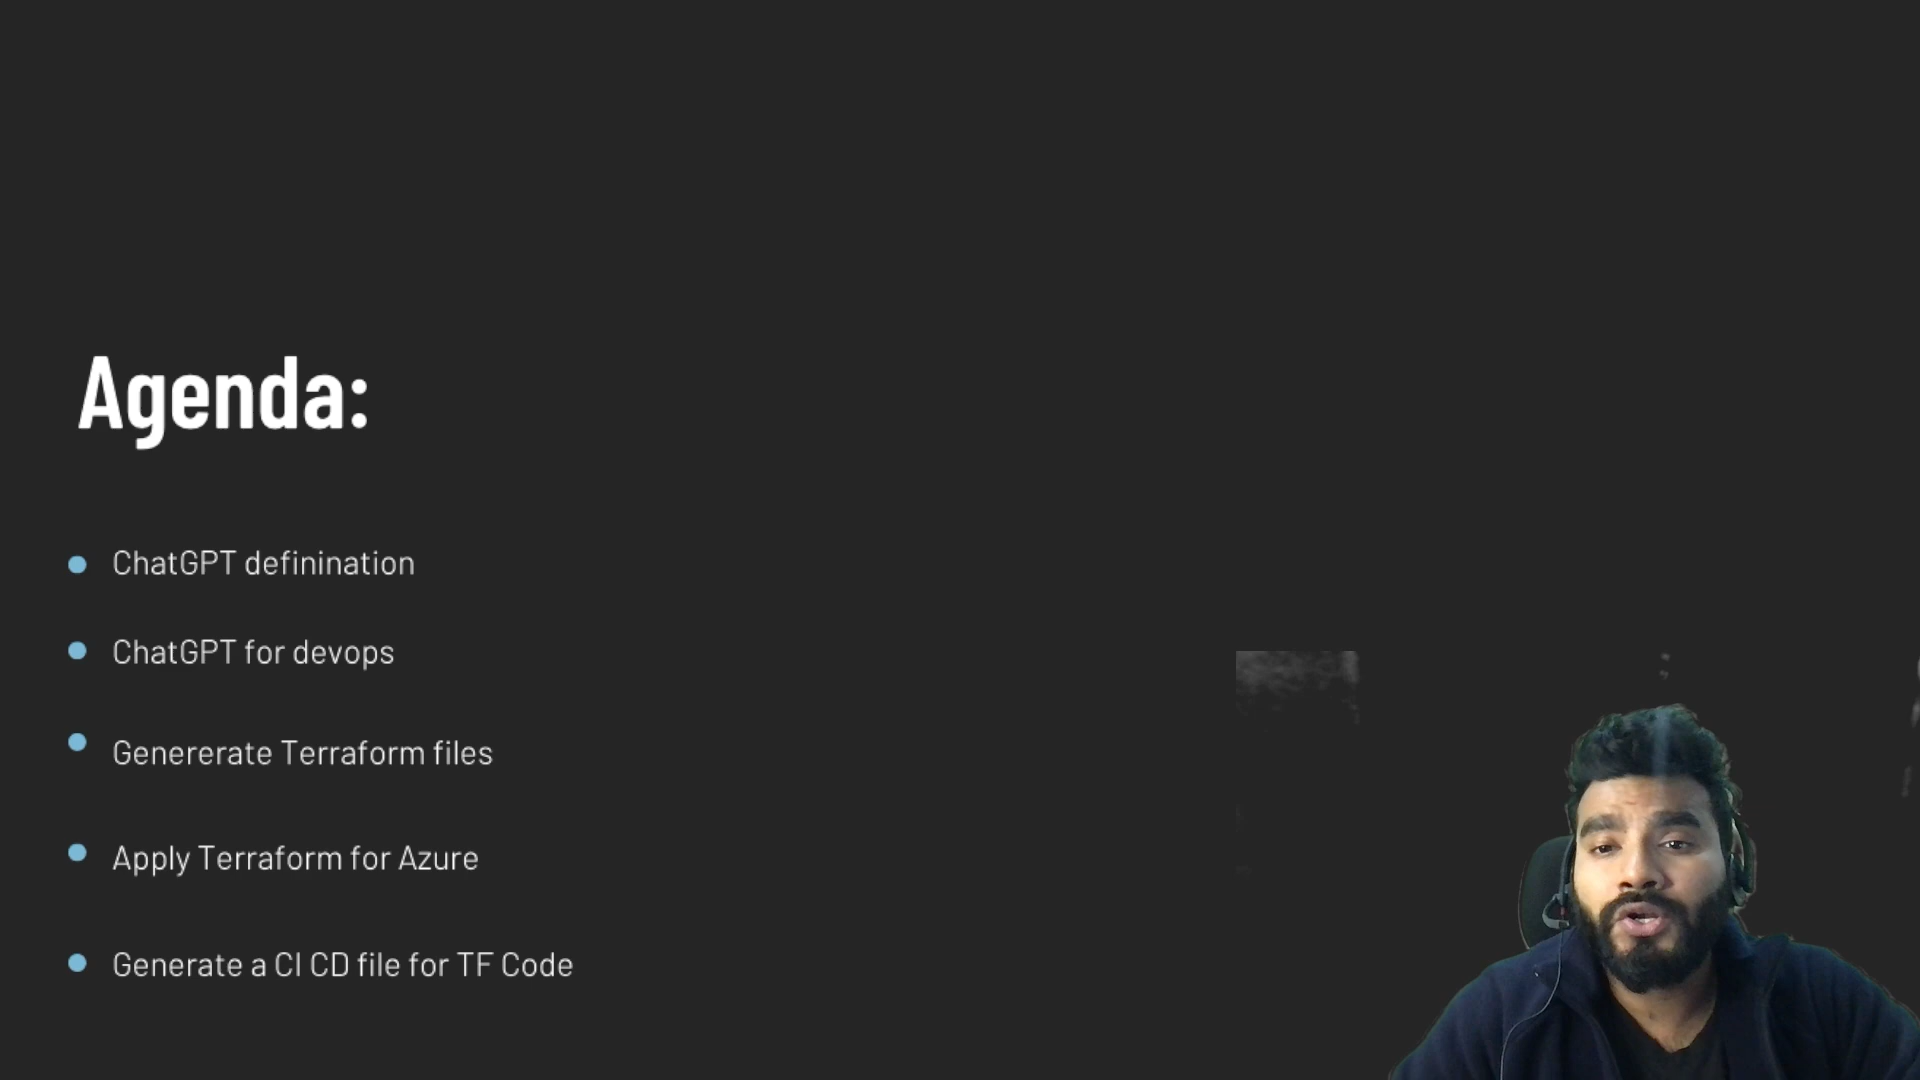 Agenda:
ChatGPT definination
ChatGPT for devops
Genererate Terraform files
Apply Terraform for Azure
Generate a CI CD file for TF Code